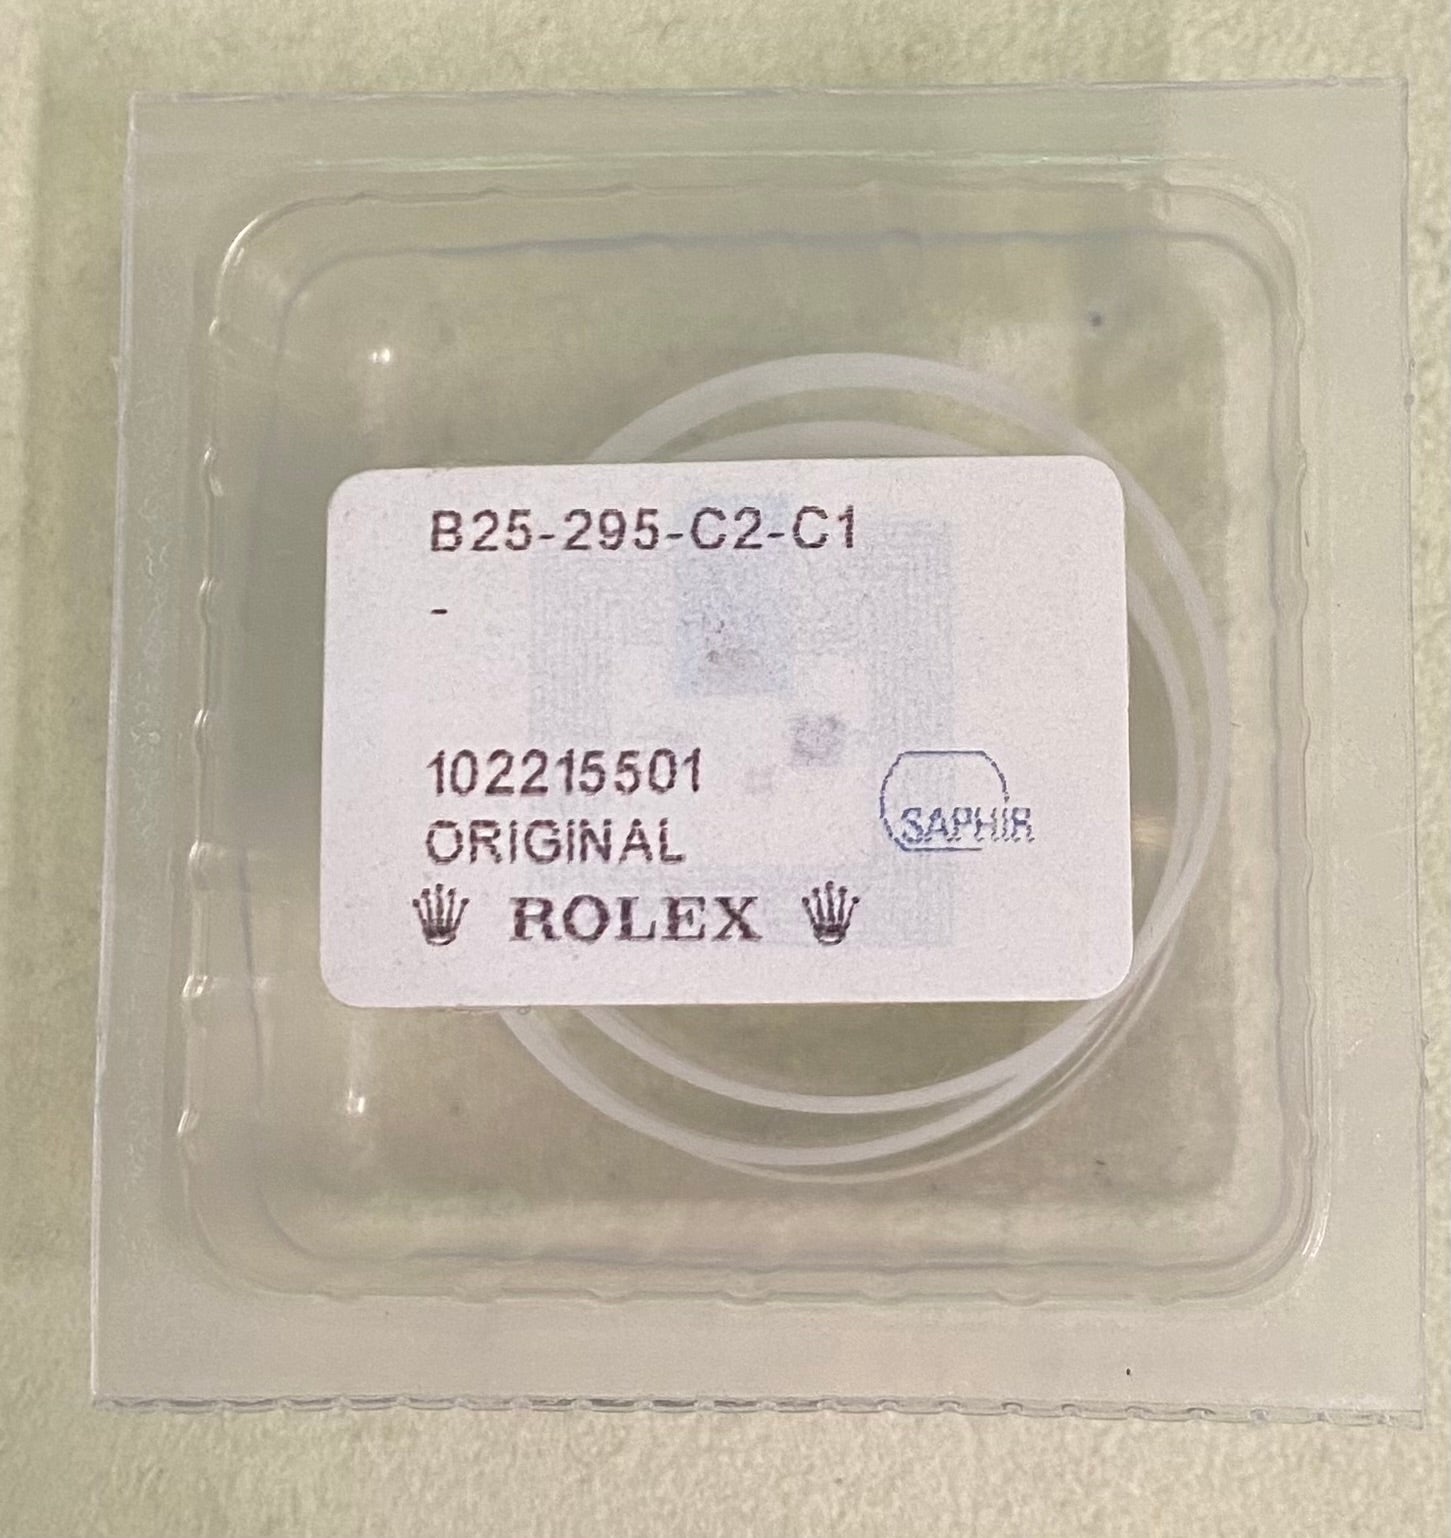 B25-295-C2-C1
-
102215501
SAPHIR
ORIGINAL
ROLEX